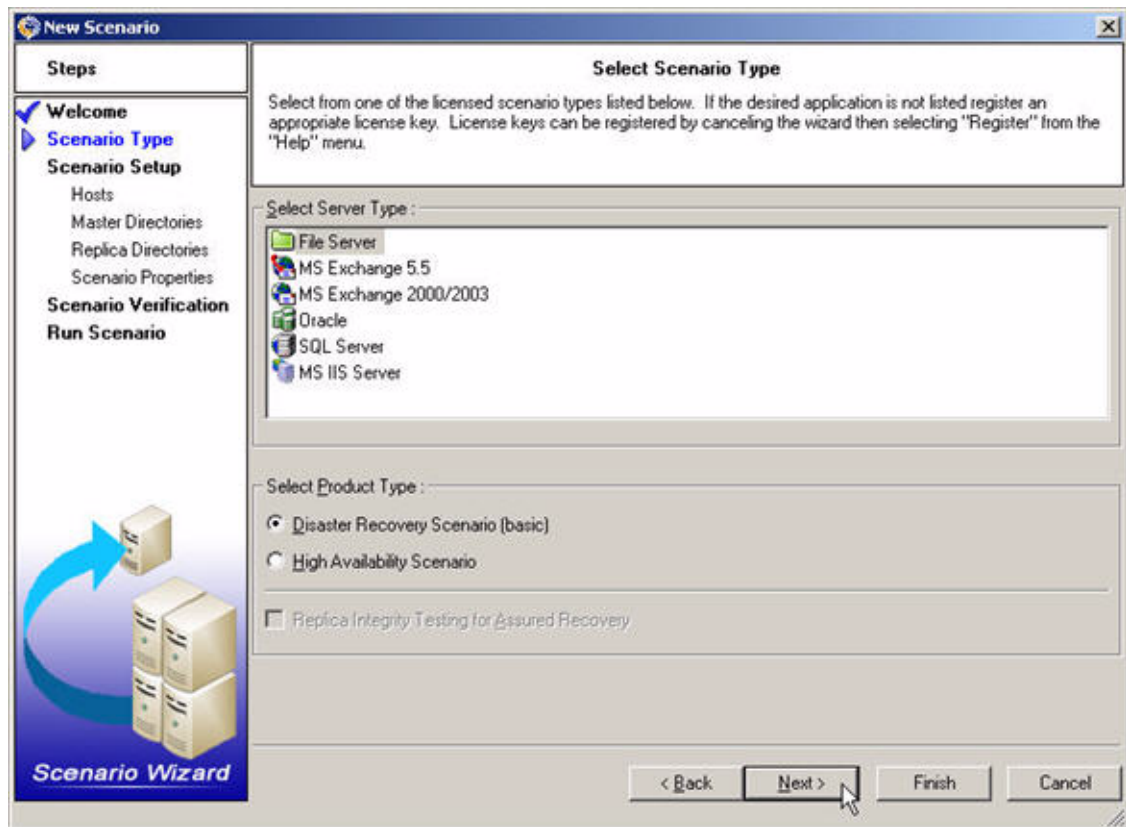 New Scenario
Steps
Welcome
Scenario Type
Scenario Setup
Hosts
Master Directories
Replica Directories
Scenario Properties
Scenario Verification
Run Scenario
Scenario Wizard
Select Scenario Type
Select from one of the licensed scenario types listed below. If the desired application is not listed register an
appropriate license key. License keys can be registered by canceling the wizard then selecting "Register" from the
"Help" menu.
Select Server Type :
File Server
MS Exchange 5.5
MS Exchange 2000/2003
Oracle
SQL Server
MS IIS Server
Select Product Type :
Disaster Recovery Scenario (basic)
High Availability Scenario
Replica Integrity Testing for Assured Recovery
< Back
Next >
Finish
Cancel